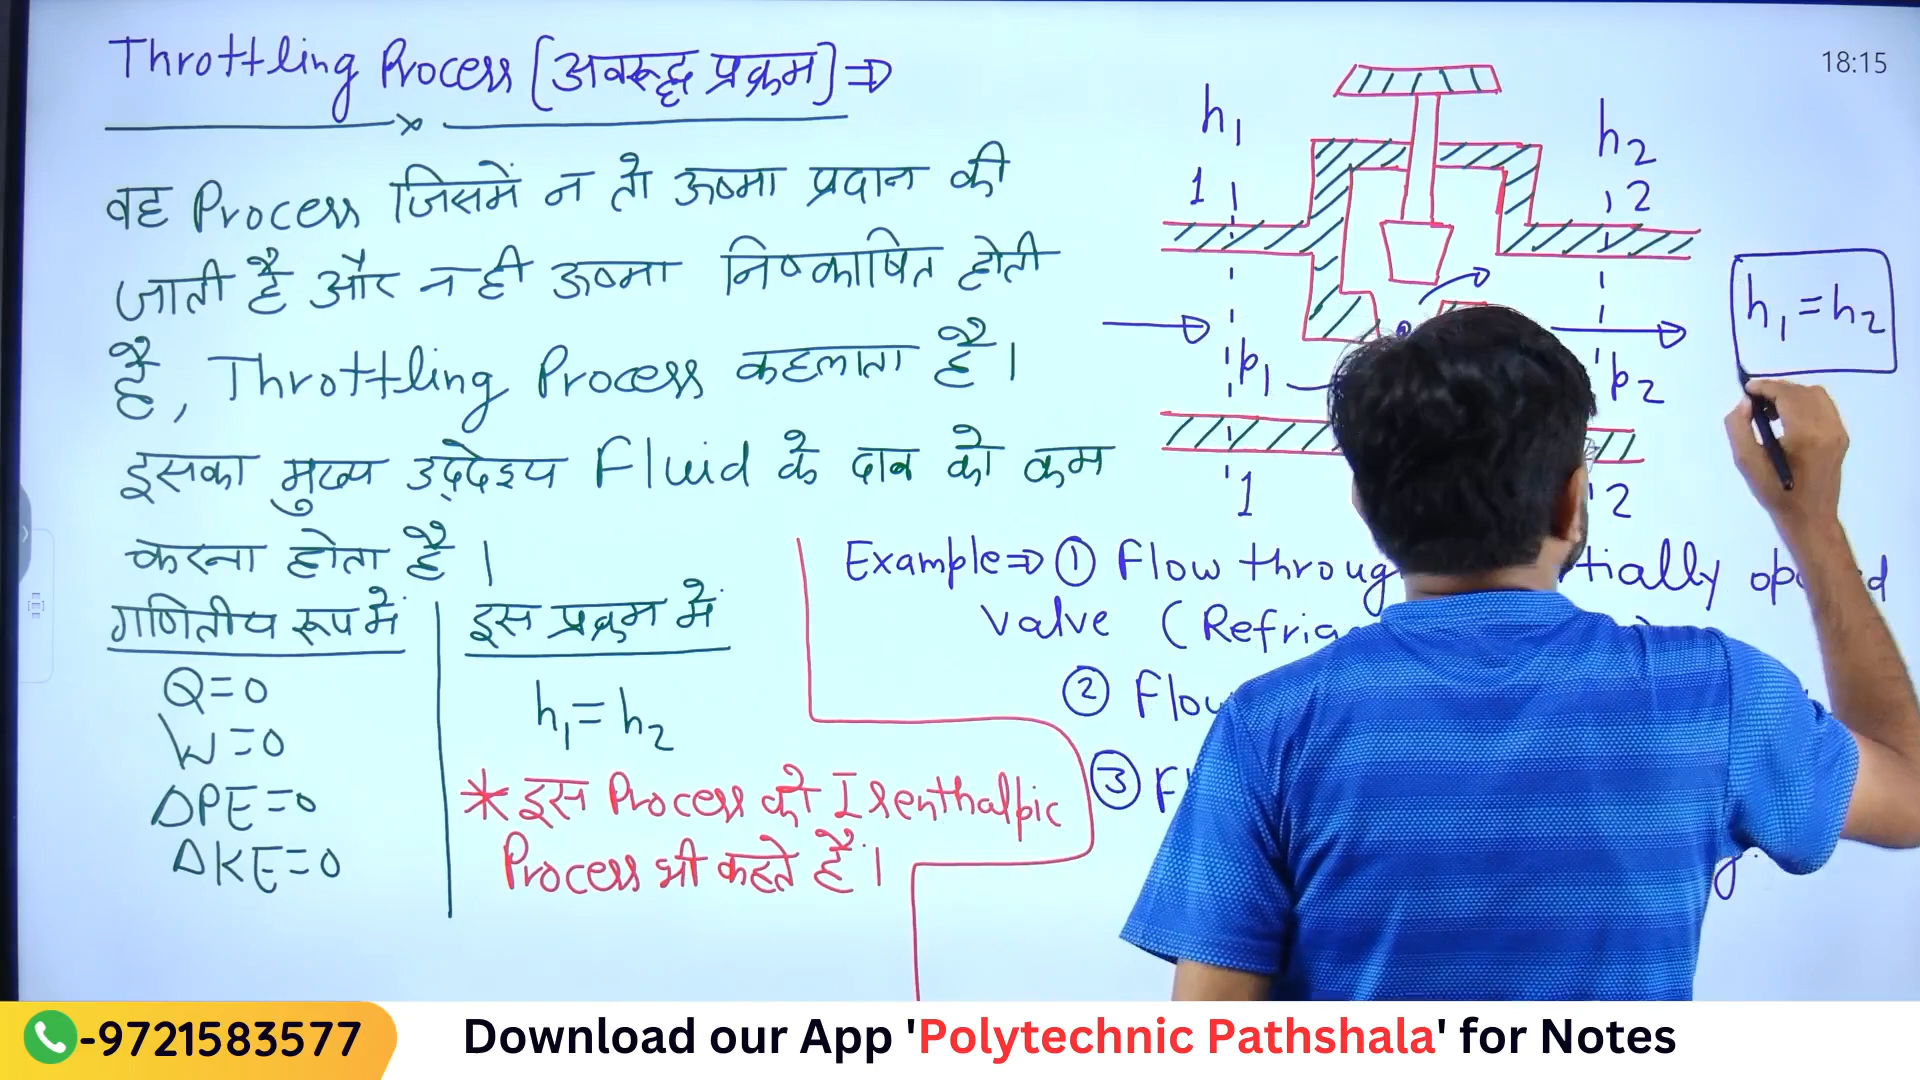 Throttling Process [अवरूद्ध प्रक्रम] ⇒
वह Process जिसमें न तो ऊष्मा प्रदान की
जाती है और न ही ऊष्मा निष्काषित होती
है, Throttling Process कहलाता है।
इसका मुख्य उद्देश्य Fluid के दाब को कम
करना होता है।
गणितीय रूप में
Q=0
W=0
ΔPE=0
ΔKE=0
इस प्रक्रम में
h₁=h₂
* इस Process को Isenthalpic
Process भी कहते हैं।
18:15
h₁
h₂
1
2
h₁=h₂
p₁
p₂
1
2
Example⇒ ① Flow
valve (
② Flow
③
-9721583577
Download our App 'Polytechnic Pathshala' for Notes